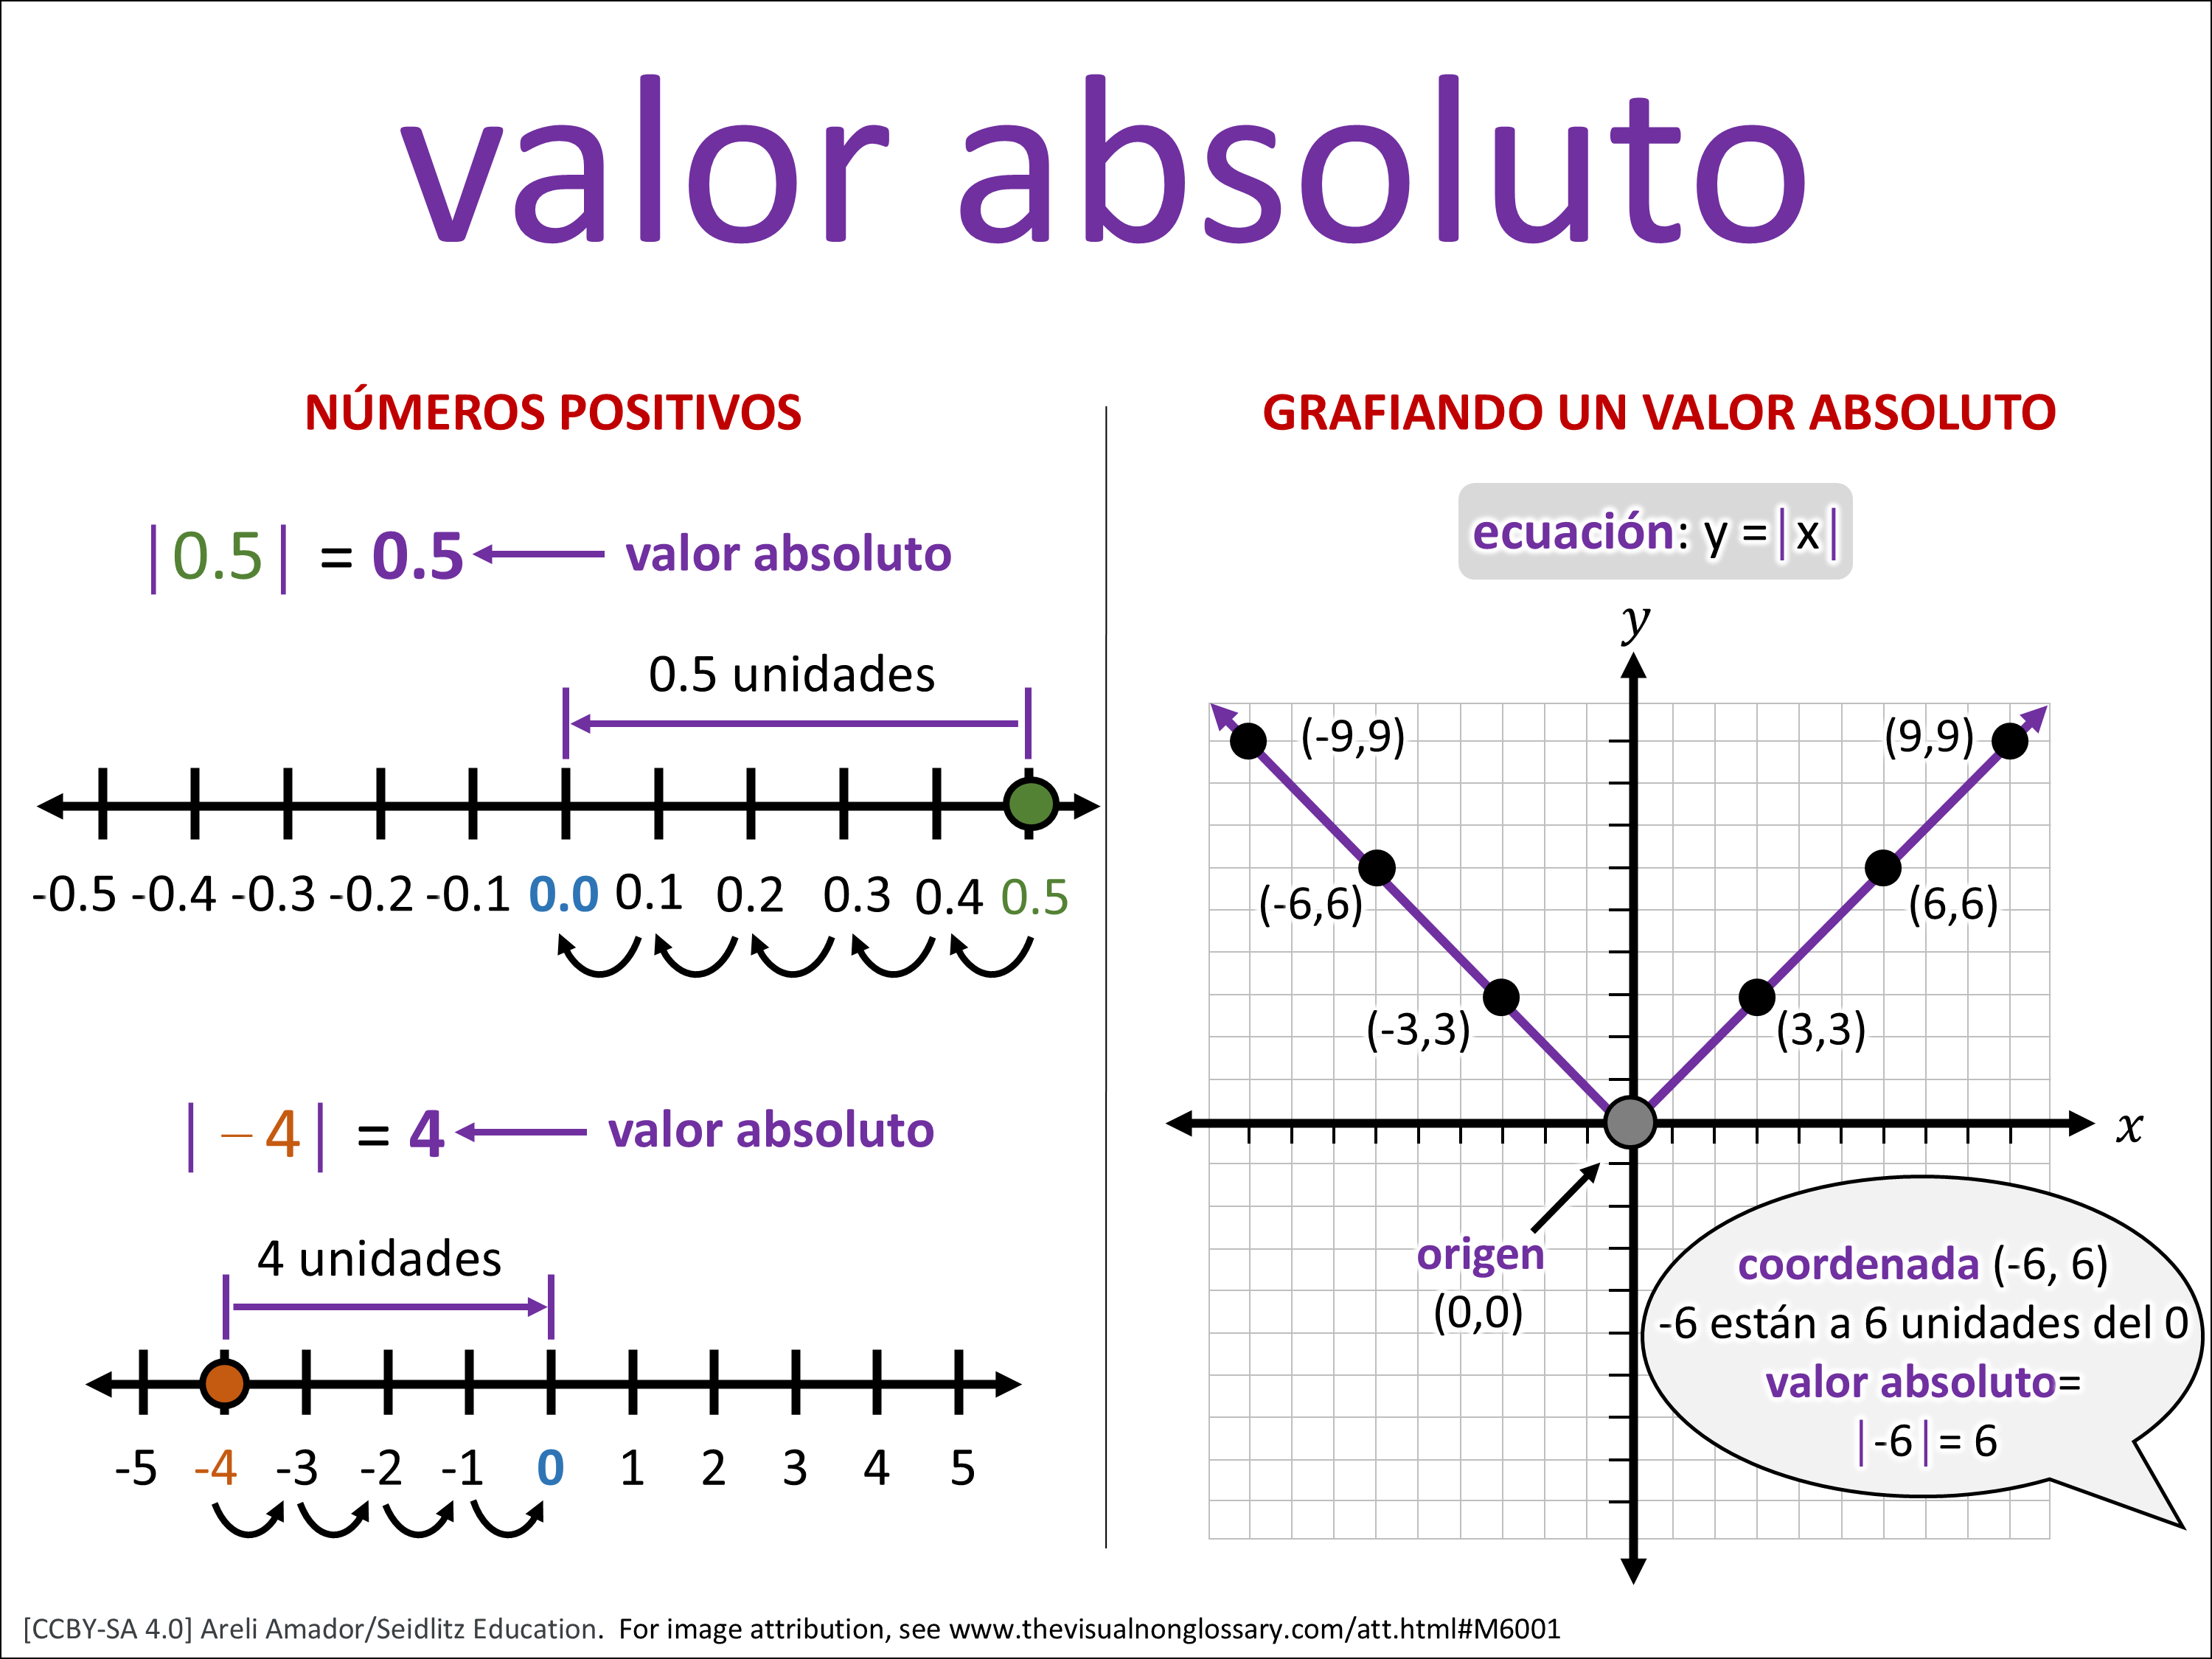 valor absoluto
NÚMEROS POSITIVOS
|0.5| = 0.5 valor absoluto
0.5 unidades
-0.5 -0.4 -0.3 -0.2 -0.1 0.0 0.1 0.2 0.3 0.4 0.5
|−4| = 4 valor absoluto
4 unidades
-5 -4 -3 -2 -1 0 1 2 3 4 5
GRAFIANDO UN VALOR ABSOLUTO
ecuación: y = |x|
y
(-9,9) (9,9)
(-6,6) (6,6)
(-3,3) (3,3)
x
origen
(0,0)
coordenada (-6, 6)
-6 están a 6 unidades del 0
valor absoluto=
|-6| = 6
[CCBY-SA 4.0] Areli Amador/Seidlitz Education. For image attribution, see www.thevisualnonglossary.com/att.html#M6001